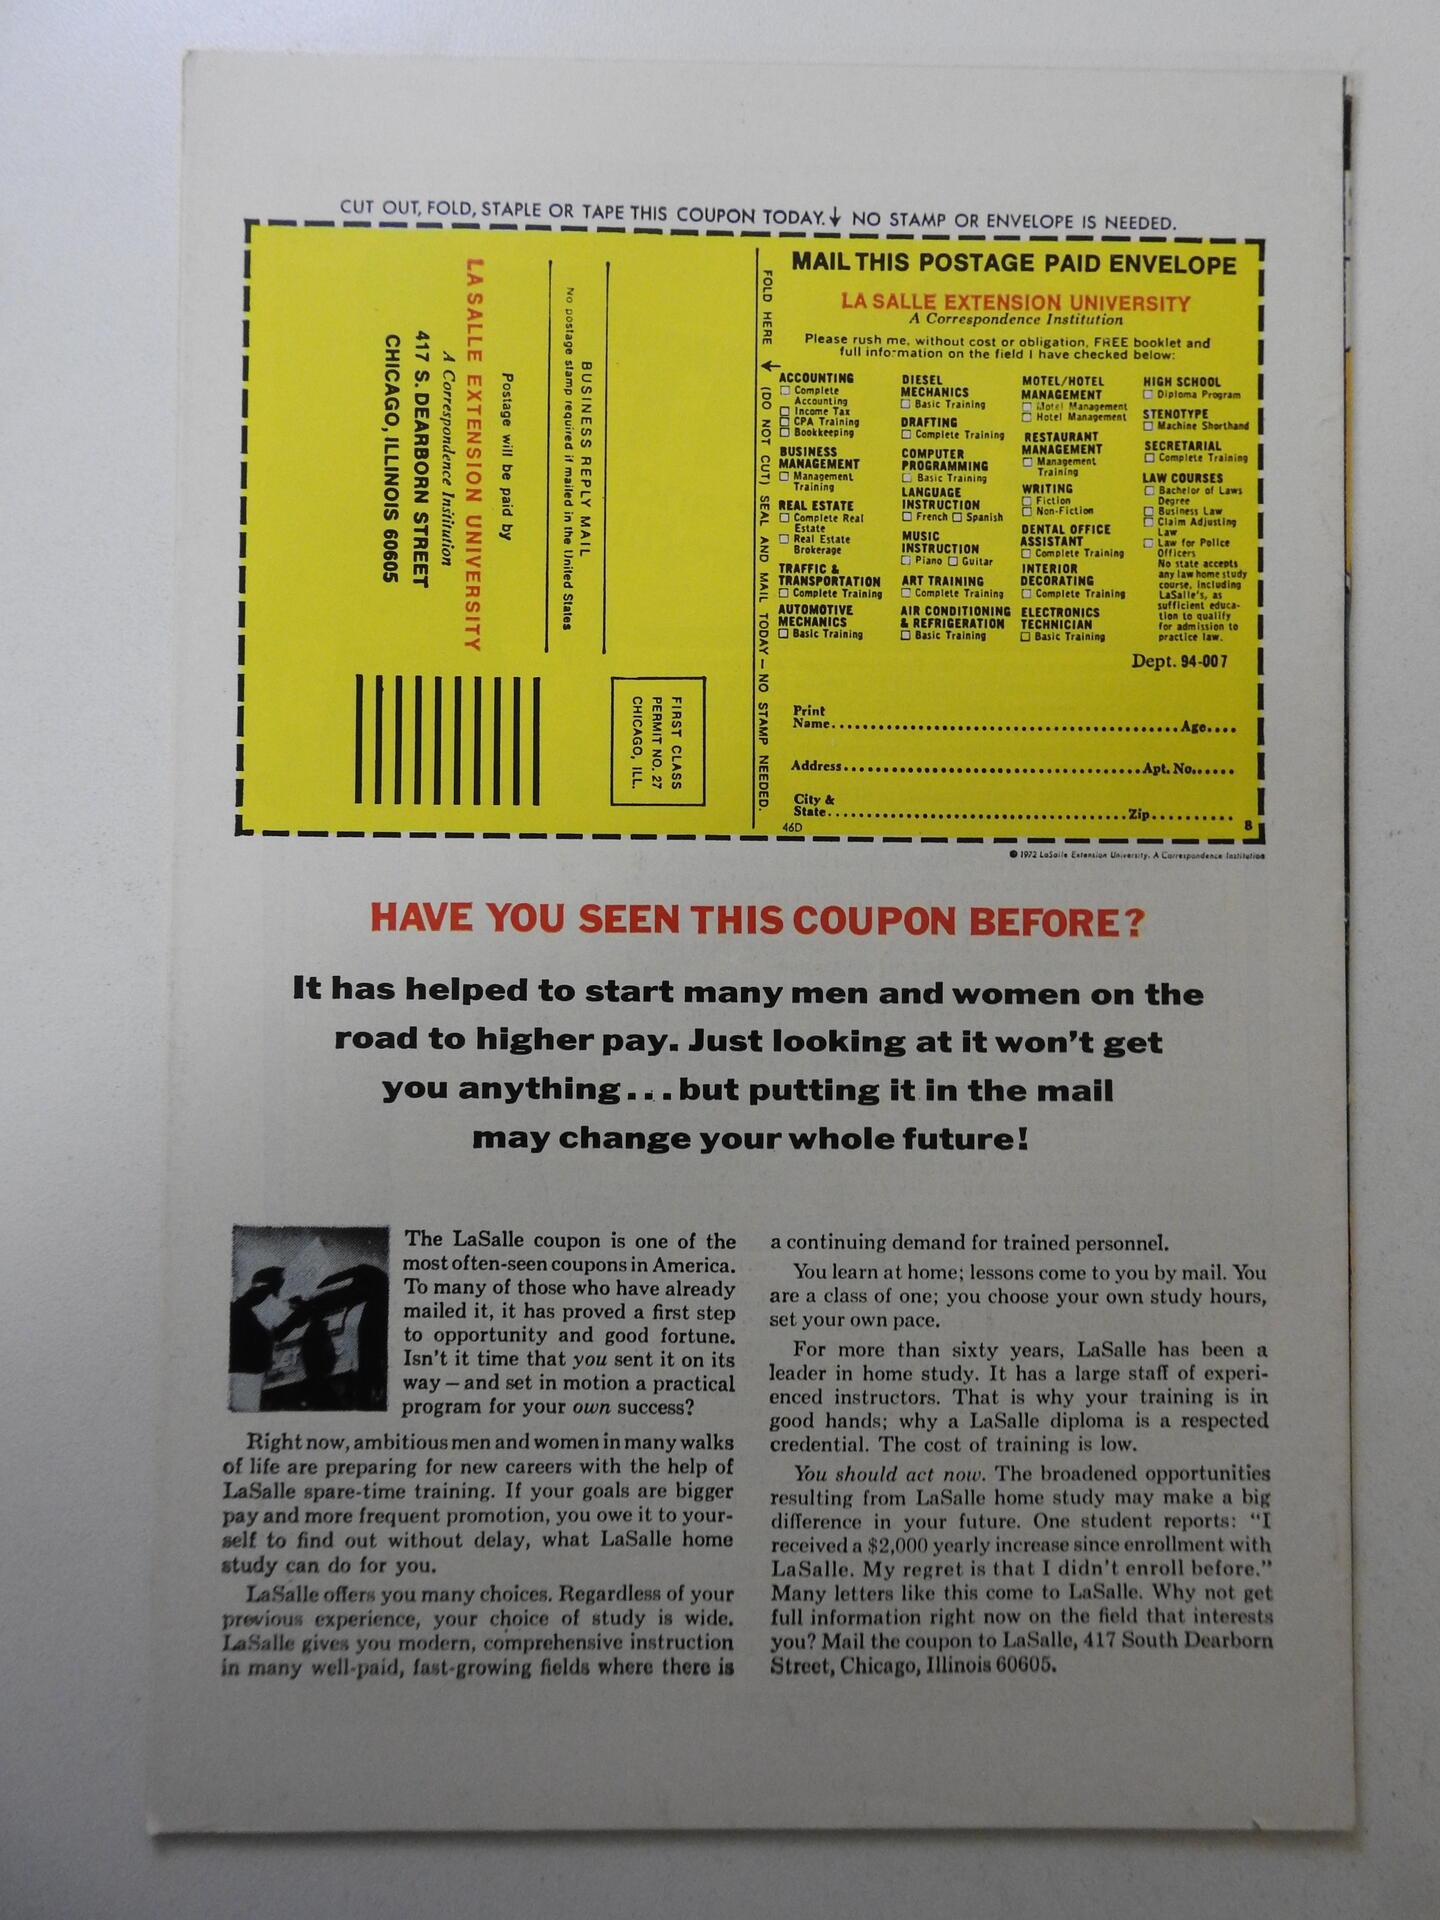 CUT OUT, FOLD, STAPLE OR TAPE THIS COUPON TODAY.↓ NO STAMP OR ENVELOPE IS NEEDED.
BUSINESS REPLY MAIL
No postage stamp required if mailed in the United States
Postage will be paid by
LA SALLE EXTENSION UNIVERSITY
A Correspondence Institution
417 S. DEARBORN STREET
CHICAGO, ILLINOIS 60605
FIRST CLASS
PERMIT NO. 27
CHICAGO, ILL.
FOLD HERE ← (DO NOT CUT) SEAL AND MAIL TODAY — NO STAMP NEEDED.
MAIL THIS POSTAGE PAID ENVELOPE
LA SALLE EXTENSION UNIVERSITY
A Correspondence Institution
Please rush me, without cost or obligation, FREE booklet and
full information on the field I have checked below:
ACCOUNTING
☐ Complete
Accounting
☐ Income Tax
☐ CPA Training
☐ Bookkeeping
BUSINESS
MANAGEMENT
☐ Management
Training
REAL ESTATE
☐ Complete Real
Estate
☐ Real Estate
Brokerage
TRAFFIC &
TRANSPORTATION
☐ Complete Training
AUTOMOTIVE
MECHANICS
☐ Basic Training
DIESEL
MECHANICS
☐ Basic Training
DRAFTING
☐ Complete Training
COMPUTER
PROGRAMMING
☐ Basic Training
LANGUAGE
INSTRUCTION
☐ French ☐ Spanish
MUSIC
INSTRUCTION
☐ Piano ☐ Guitar
ART TRAINING
☐ Complete Training
AIR CONDITIONING
& REFRIGERATION
☐ Basic Training
MOTEL/HOTEL
MANAGEMENT
☐ Motel Management
☐ Hotel Management
RESTAURANT
MANAGEMENT
☐ Management
Training
WRITING
☐ Fiction
☐ Non-Fiction
DENTAL OFFICE
ASSISTANT
☐ Complete Training
INTERIOR
DECORATING
☐ Complete Training
ELECTRONICS
TECHNICIAN
☐ Basic Training
HIGH SCHOOL
☐ Diploma Program
STENOTYPE
☐ Machine Shorthand
SECRETARIAL
☐ Complete Training
LAW COURSES
☐ Bachelor of Laws
Degree
☐ Business Law
☐ Claim Adjusting
Law
☐ Law for Police
Officers
No state accepts
any law home study
course, including
LaSalle's, as
sufficient educa-
tion to qualify
for admission to
practice law.
Dept. 94-007
Print
Name........Age....
Address........Apt. No......
City &
State........Zip..........
46D 8
© 1972 LaSalle Extension University, A Correspondence Institution
HAVE YOU SEEN THIS COUPON BEFORE?
It has helped to start many men and women on the
road to higher pay. Just looking at it won't get
you anything...but putting it in the mail
may change your whole future!
The LaSalle coupon is one of the
most often-seen coupons in America.
To many of those who have already
mailed it, it has proved a first step
to opportunity and good fortune.
Isn't it time that you sent it on its
way — and set in motion a practical
program for your own success?
Right now, ambitious men and women in many walks
of life are preparing for new careers with the help of
LaSalle spare-time training. If your goals are bigger
pay and more frequent promotion, you owe it to your-
self to find out without delay, what LaSalle home
study can do for you.
LaSalle offers you many choices. Regardless of your
previous experience, your choice of study is wide.
LaSalle gives you modern, comprehensive instruction
in many well-paid, fast-growing fields where there is
a continuing demand for trained personnel.
You learn at home; lessons come to you by mail. You
are a class of one; you choose your own study hours,
set your own pace.
For more than sixty years, LaSalle has been a
leader in home study. It has a large staff of experi-
enced instructors. That is why your training is in
good hands; why a LaSalle diploma is a respected
credential. The cost of training is low.
You should act now. The broadened opportunities
resulting from LaSalle home study may make a big
difference in your future. One student reports: "I
received a $2,000 yearly increase since enrollment with
LaSalle. My regret is that I didn't enroll before."
Many letters like this come to LaSalle. Why not get
full information right now on the field that interests
you? Mail the coupon to LaSalle, 417 South Dearborn
Street, Chicago, Illinois 60605.